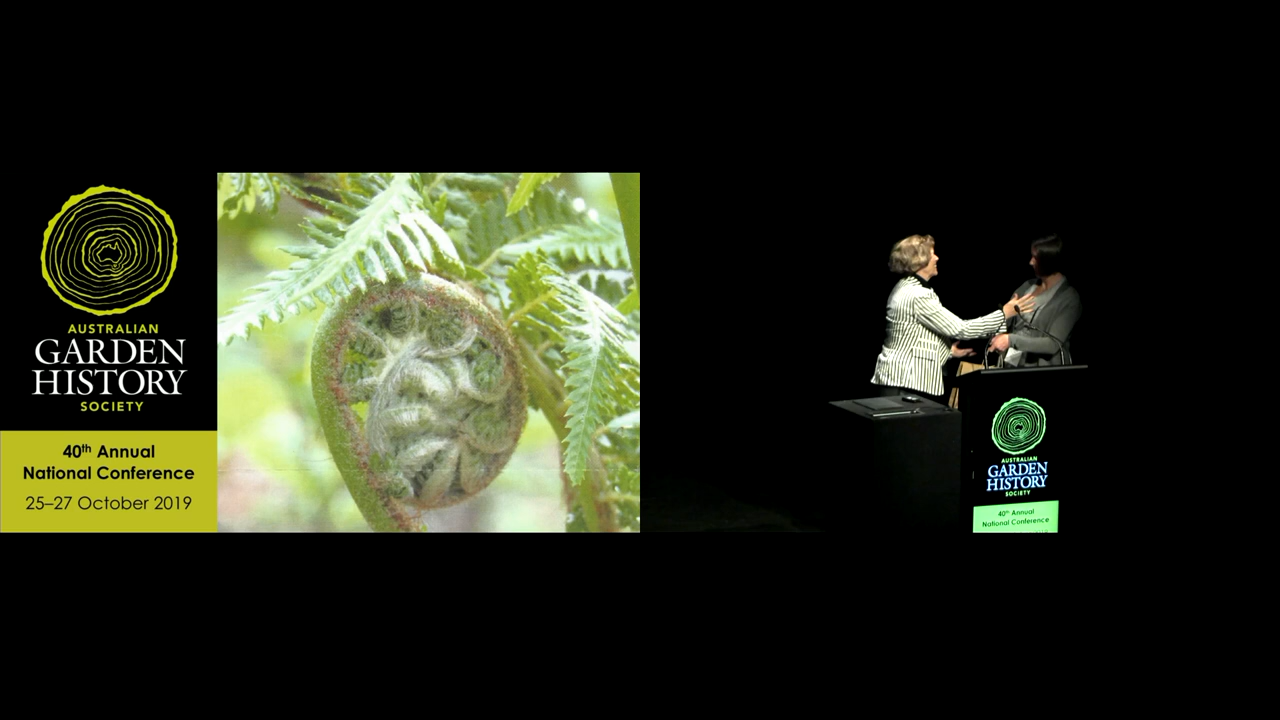 AUSTRALIAN
GARDEN
HISTORY
SOCIETY
40th Annual
National Conference
25–27 October 2019
AUSTRALIAN
GARDEN
HISTORY
SOCIETY
40th Annual
National Conference